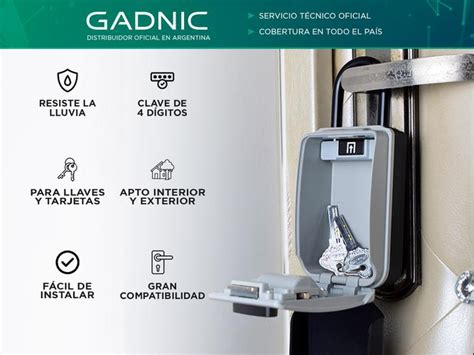 GADNIC
DISTRIBUIDOR OFICIAL EN ARGENTINA
> SERVICIO TÉCNICO OFICIAL
> COBERTURA EN TODO EL PAÍS
RESISTE LA
LLUVIA
CLAVE DE
4 DÍGITOS
PARA LLAVES
Y TARJETAS
APTO INTERIOR
Y EXTERIOR
FÁCIL DE
INSTALAR
GRAN
COMPATIBILIDAD